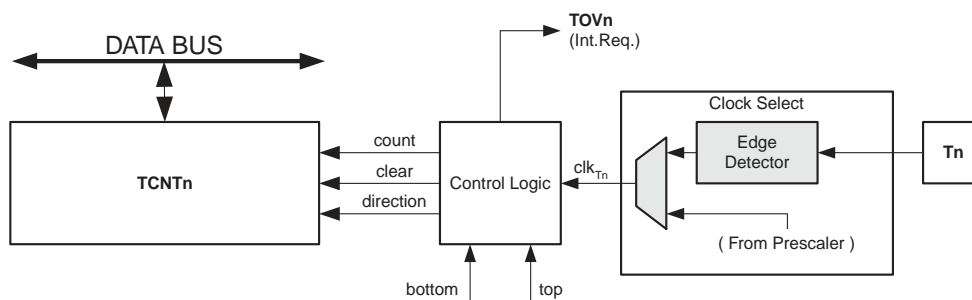 TOVn
(Int.Req.)
DATA BUS
Clock Select
count
Edge
Detector
Tn
TCNTn
clear
Control Logic
clkTn
direction
( From Prescaler )
bottom
top